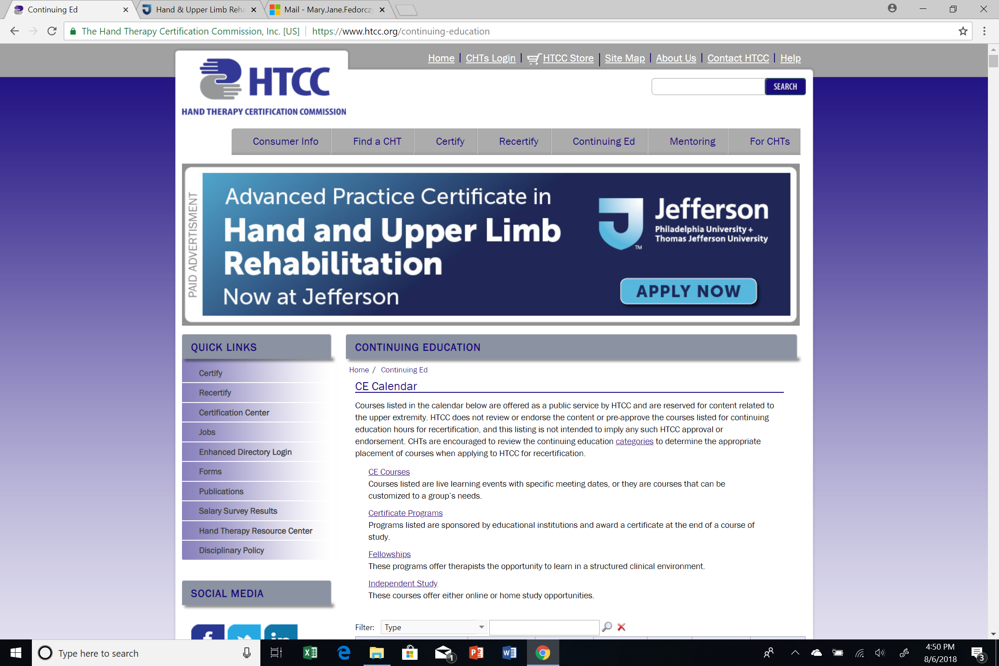 Continuing Ed
Hand & Upper Limb Reha
Mail - Mary.Jane.Fedorczy
The Hand Therapy Certification Commission, Inc. [US]
https://www.htcc.org/continuing-education
Home | CHTs Login | HTCC Store | Site Map | About Us | Contact HTCC | Help
HTCC
HAND THERAPY CERTIFICATION COMMISSION
SEARCH
Consumer Info
Find a CHT
Certify
Recertify
Continuing Ed
Mentoring
For CHTs
PAID ADVERTISMENT
Advanced Practice Certificate in
Hand and Upper Limb
Rehabilitation
Now at Jefferson
Jefferson
Philadelphia University +
Thomas Jefferson University
TM
APPLY NOW
QUICK LINKS
Certify
Recertify
Certification Center
Jobs
Enhanced Directory Login
Forms
Publications
Salary Survey Results
Hand Therapy Resource Center
Disciplinary Policy
SOCIAL MEDIA
f
in
CONTINUING EDUCATION
Home / Continuing Ed
CE Calendar
Courses listed in the calendar below are offered as a public service by HTCC and are reserved for content related to
the upper extremity. HTCC does not review or endorse the content or pre-approve the courses listed for continuing
education hours for recertification, and this listing is not intended to imply any such HTCC approval or
endorsement. CHTs are encouraged to review the continuing education categories to determine the appropriate
placement of courses when applying to HTCC for recertification.
CE Courses
Courses listed are live learning events with specific meeting dates, or they are courses that can be
customized to a group's needs.
Certificate Programs
Programs listed are sponsored by educational institutions and award a certificate at the end of a course of
study.
Fellowships
These programs offer therapists the opportunity to learn in a structured clinical environment.
Independent Study
These courses offer either online or home study opportunities.
Filter: Type
Type here to search
1
4:50 PM
8/6/2018
3